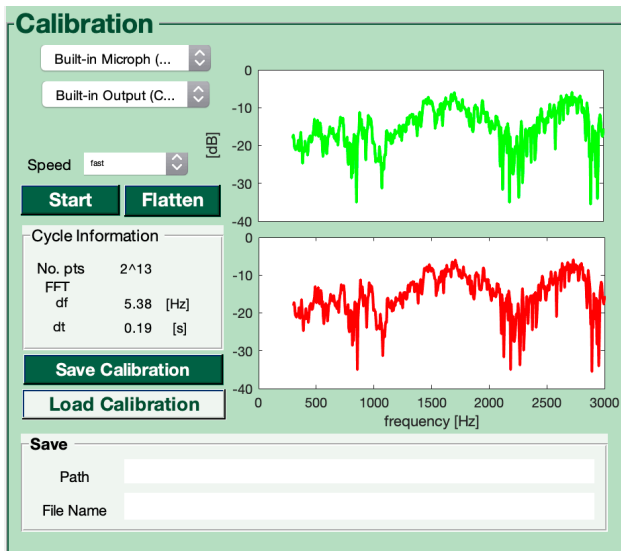 Calibration
Built-in Microph (...
Built-in Output (C...
Speed fast
Start Flatten
Cycle Information
No. pts 2^13
FFT
df 5.38 [Hz]
dt 0.19 [s]
Save Calibration
Load Calibration
0
-10
-20
-30
-40
[dB]
0
-10
-20
-30
-40
0 500 1000 1500 2000 2500 3000
frequency [Hz]
Save
Path
File Name